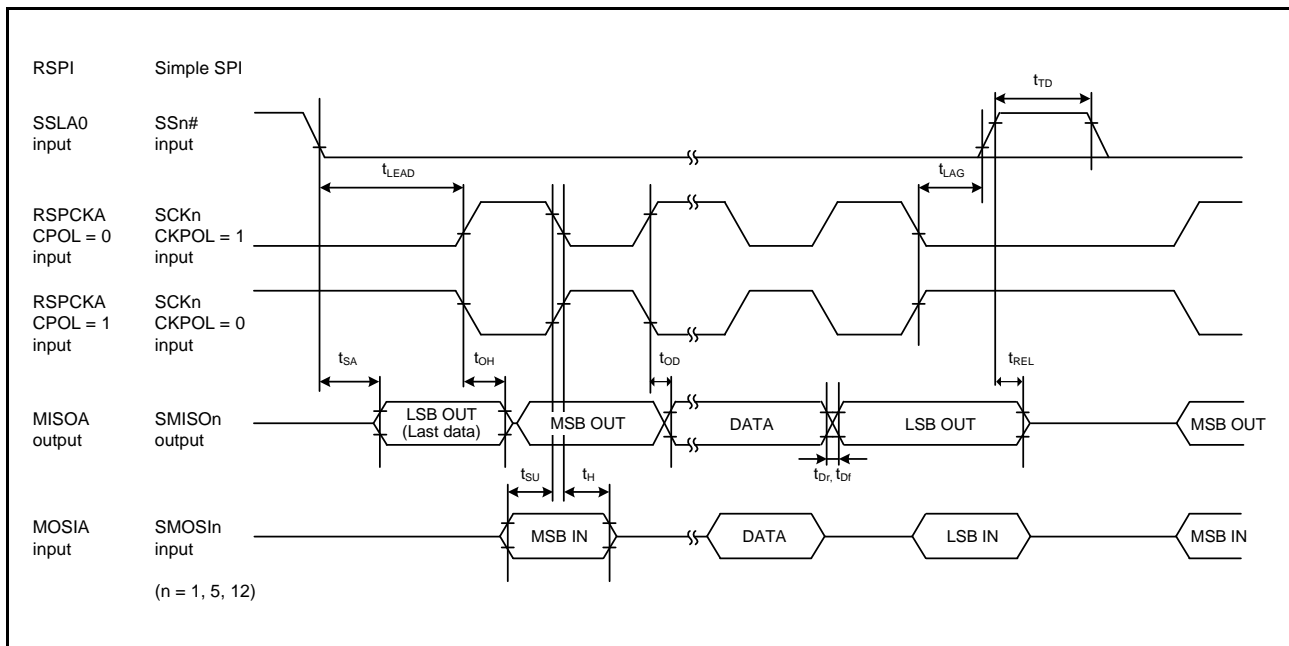 RSPI Simple SPI
tTD
SSLA0 SSn#
input input
tLEAD tLAG
RSPCKA SCKn
CPOL = 0 CKPOL = 1
input input
RSPCKA SCKn
CPOL = 1 CKPOL = 0
input input
tSA tOH tOD tREL
MISOA SMISOn
output output
LSB OUT
(Last data)
MSB OUT DATA LSB OUT MSB OUT
tSU tH tDr, tDf
MOSIA SMOSIn
input input
MSB IN DATA LSB IN MSB IN
(n = 1, 5, 12)